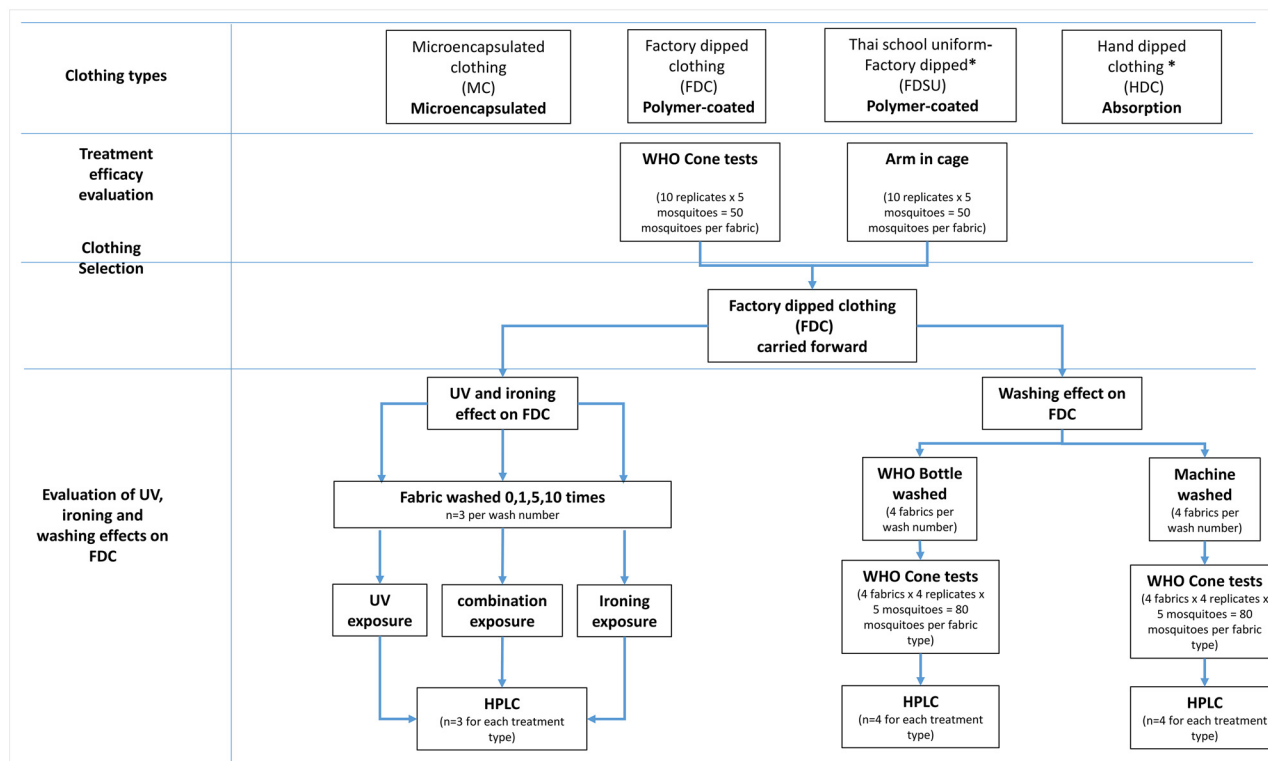 Clothing types
Microencapsulated
clothing
(MC)
Microencapsulated
Factory dipped
clothing
(FDC)
Polymer-coated
Thai school uniform-
Factory dipped*
(FDSU)
Polymer-coated
Hand dipped
clothing *
(HDC)
Absorption
Treatment
efficacy
evaluation
WHO Cone tests
(10 replicates x 5
mosquitoes = 50
mosquitoes per fabric)
Arm in cage
(10 replicates x 5
mosquitoes = 50
mosquitoes per fabric)
Clothing
Selection
Factory dipped clothing
(FDC)
carried forward
Evaluation of UV,
ironing and
washing effects on
FDC
UV and ironing
effect on FDC
Fabric washed 0,1,5,10 times
n=3 per wash number
UV
exposure
combination
exposure
Ironing
exposure
HPLC
(n=3 for each treatment
type)
Washing effect on
FDC
WHO Bottle
washed
(4 fabrics per
wash number)
WHO Cone tests
(4 fabrics x 4 replicates x
5 mosquitoes = 80
mosquitoes per fabric
type)
HPLC
(n=4 for each treatment
type)
Machine
washed
(4 fabrics per
wash number)
WHO Cone tests
(4 fabrics x 4 replicates x
5 mosquitoes = 80
mosquitoes per fabric
type)
HPLC
(n=4 for each treatment
type)